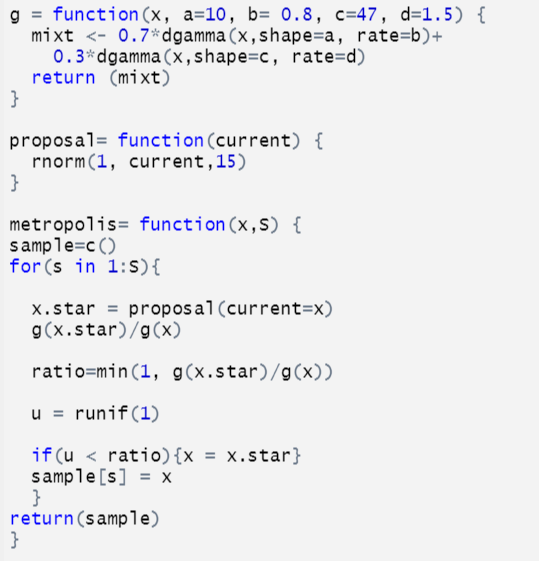 g = function(x, a=10, b= 0.8, c=47, d=1.5) {
  mixt <- 0.7*dgamma(x,shape=a, rate=b)+
    0.3*dgamma(x,shape=c, rate=d)
  return (mixt)
}

proposal= function(current) {
  rnorm(1, current,15)
}

metropolis= function(x,S) {
sample=c()
for(s in 1:S){

  x.star = proposal(current=x)
  g(x.star)/g(x)

  ratio=min(1, g(x.star)/g(x))

  u = runif(1)

  if(u < ratio){x = x.star}
  sample[s] = x
  }
return(sample)
}